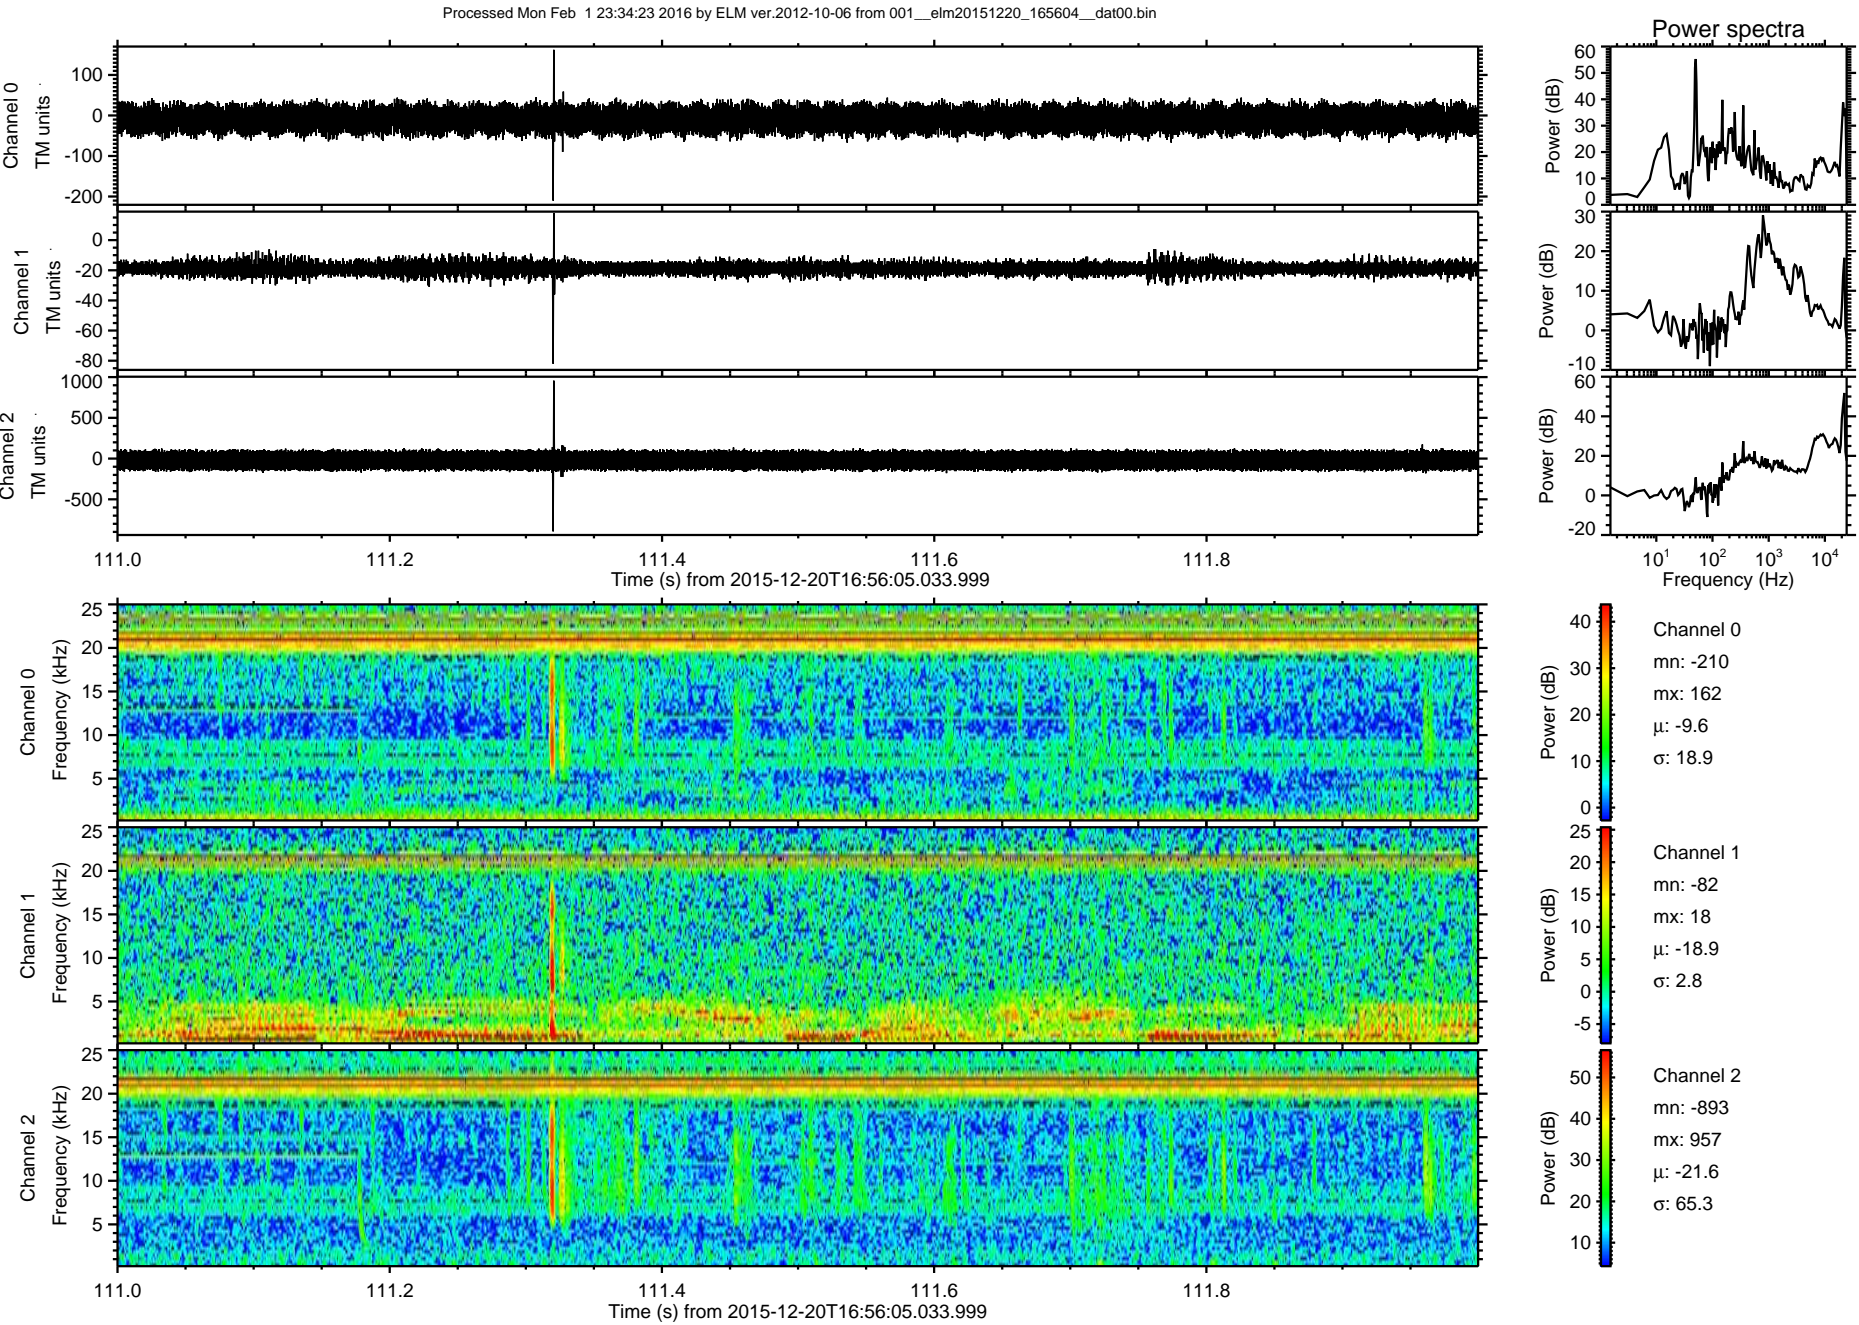 Processed Mon Feb  1 23:34:23 2016 by ELM ver.2012-10-06 from 001__elm20151220_165604__dat00.bin
Power spectra
Channel 0
TM units
100
0
-100
-200
Power (dB)
60
50
40
30
20
10
0
Channel 1
TM units
0
-20
-40
-60
-80
Power (dB)
30
20
10
0
-10
Channel 2
TM units
1000
500
0
-500
Power (dB)
60
40
20
0
-20
111.0 111.2 111.4 111.6 111.8
Time (s) from 2015-12-20T16:56:05.033.999
10^1 10^2 10^3 10^4
Frequency (Hz)
Channel 0
Frequency (kHz)
25
20
15
10
5
Power (dB)
40
30
20
10
0
Channel 0
mn: -210
mx: 162
μ: -9.6
σ: 18.9
Channel 1
Frequency (kHz)
25
20
15
10
5
Power (dB)
25
20
15
10
5
0
-5
Channel 1
mn: -82
mx: 18
μ: -18.9
σ: 2.8
Channel 2
Frequency (kHz)
25
20
15
10
5
Power (dB)
50
40
30
20
10
Channel 2
mn: -893
mx: 957
μ: -21.6
σ: 65.3
111.0 111.2 111.4 111.6 111.8
Time (s) from 2015-12-20T16:56:05.033.999